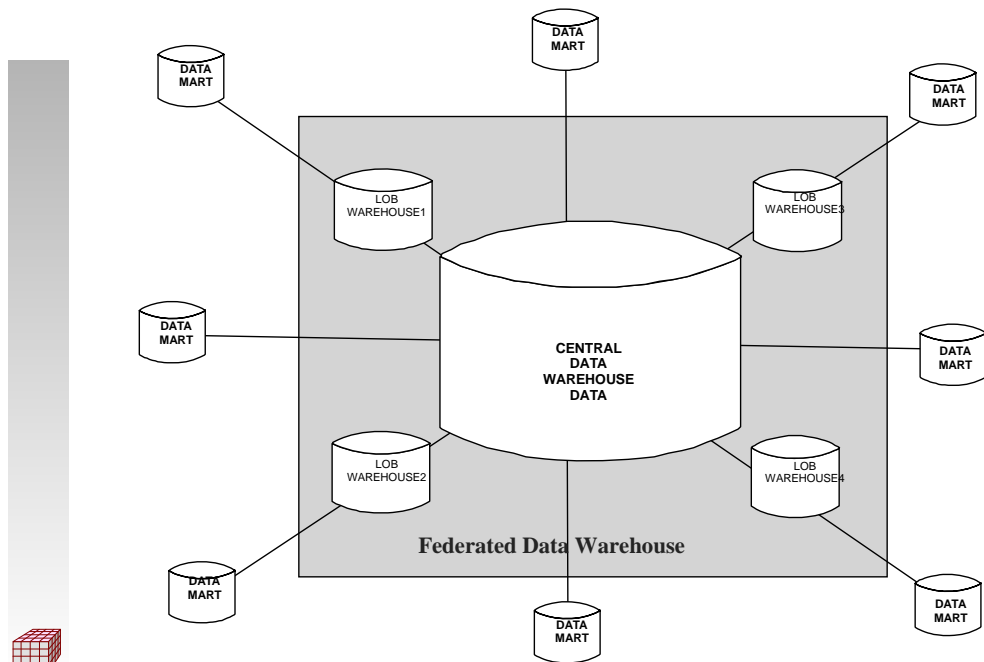 DATA
MART
DATA
MART
DATA
MART
LOB
WAREHOUSE1
LOB
WAREHOUSE3
DATA
MART
CENTRAL
DATA
WAREHOUSE
DATA
DATA
MART
LOB
WAREHOUSE2
LOB
WAREHOUSE4
Federated Data Warehouse
DATA
MART
DATA
MART
DATA
MART